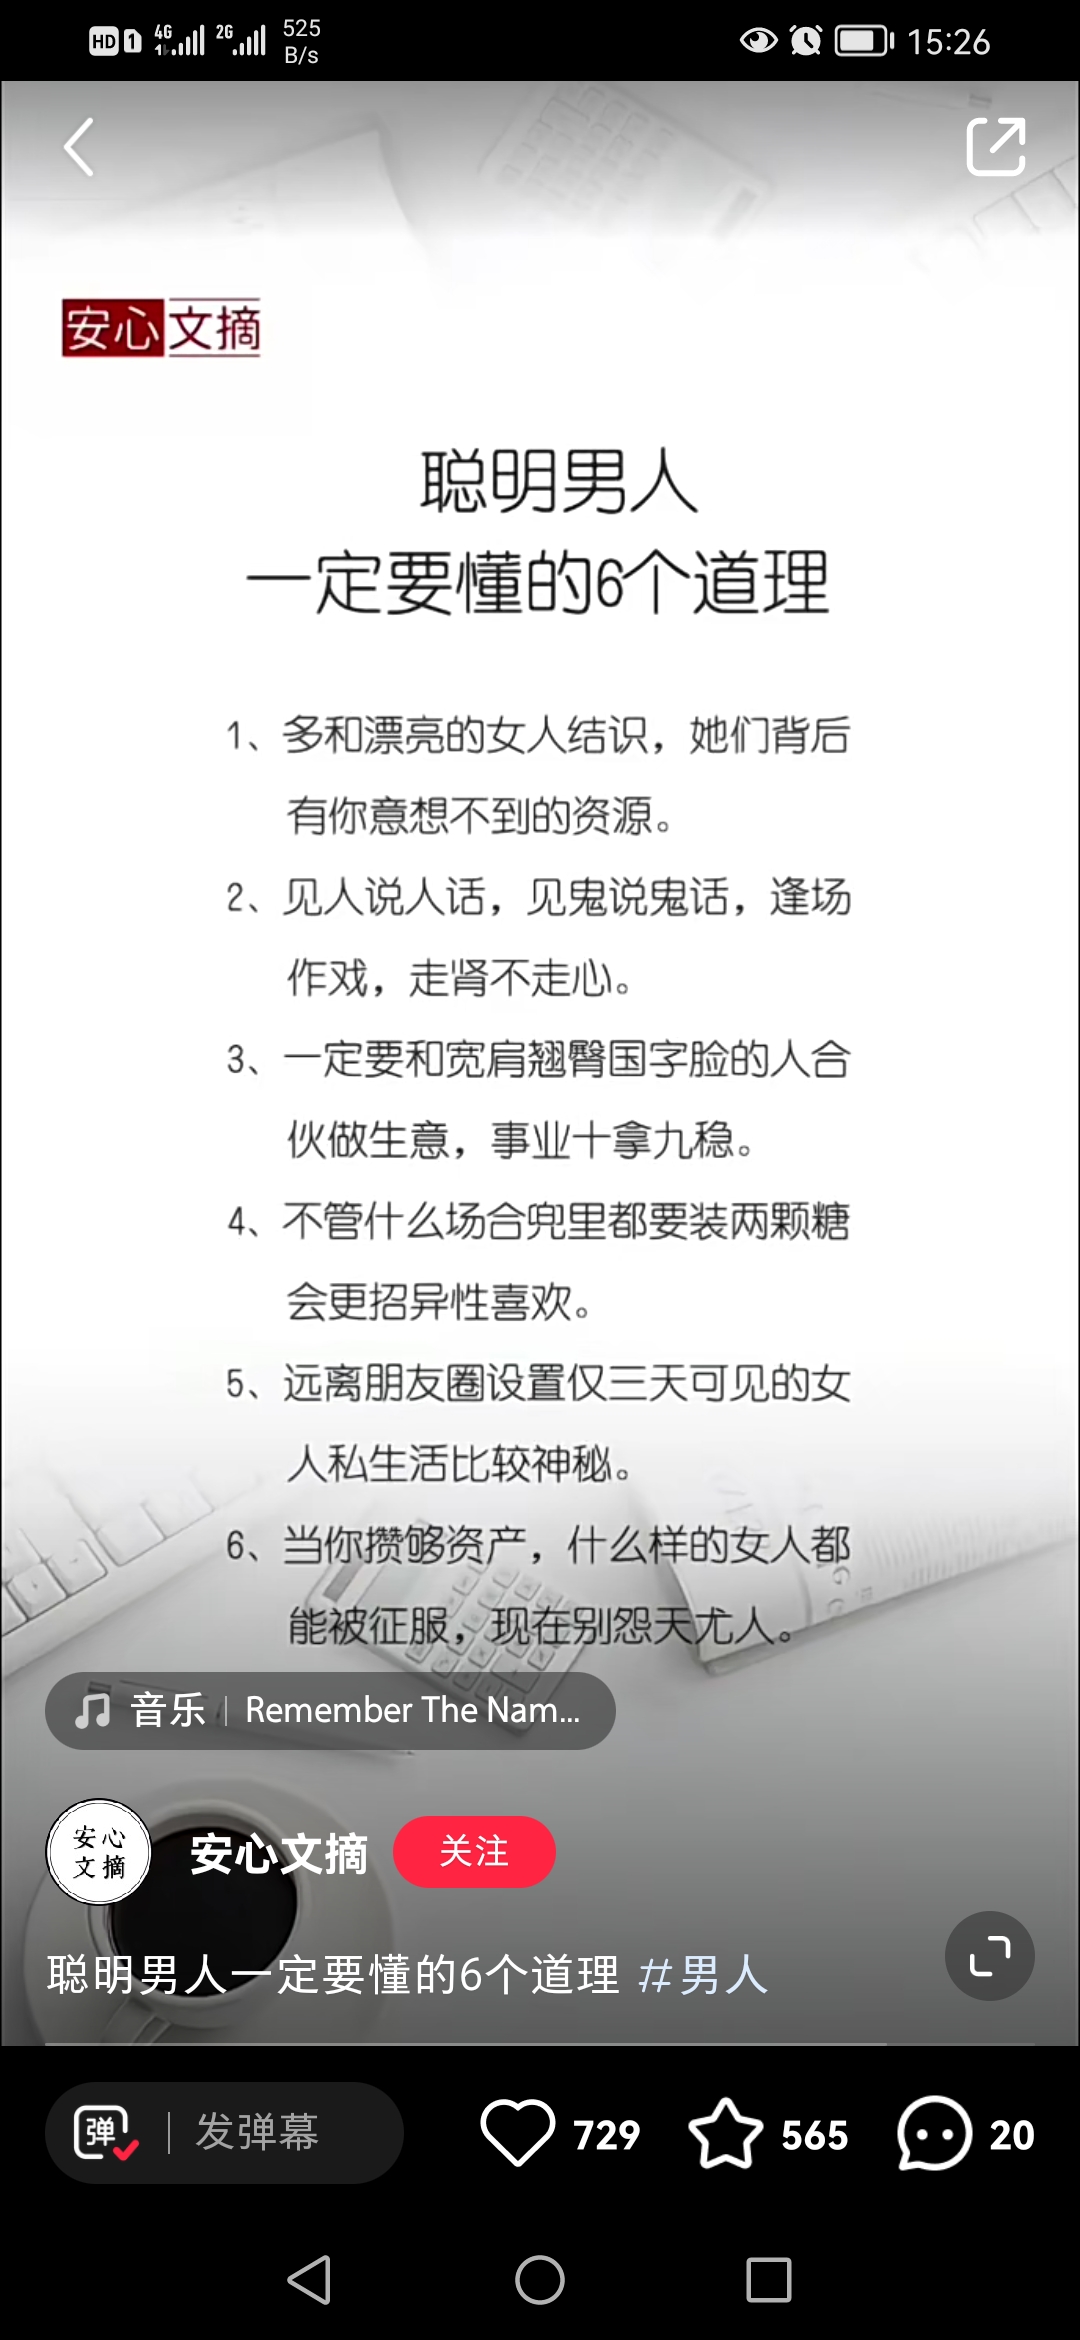 HD 1 4G 2G 525 B/s 15:26
安心文摘
聪明男人
一定要懂的6个道理
1、多和漂亮的女人结识，她们背后
有你意想不到的资源。
2、见人说人话，见鬼说鬼话，逢场
作戏，走肾不走心。
3、一定要和宽肩翘臀国字脸的人合
伙做生意，事业十拿九稳。
4、不管什么场合兜里都要装两颗糖
会更招异性喜欢。
5、远离朋友圈设置仅三天可见的女
人私生活比较神秘。
6、当你攒够资产，什么样的女人都
能被征服，现在别怨天尤人。
音乐 | Remember The Nam...
安心
文摘
安心文摘 关注
聪明男人一定要懂的6个道理 #男人
弹 | 发弹幕 729 565 20